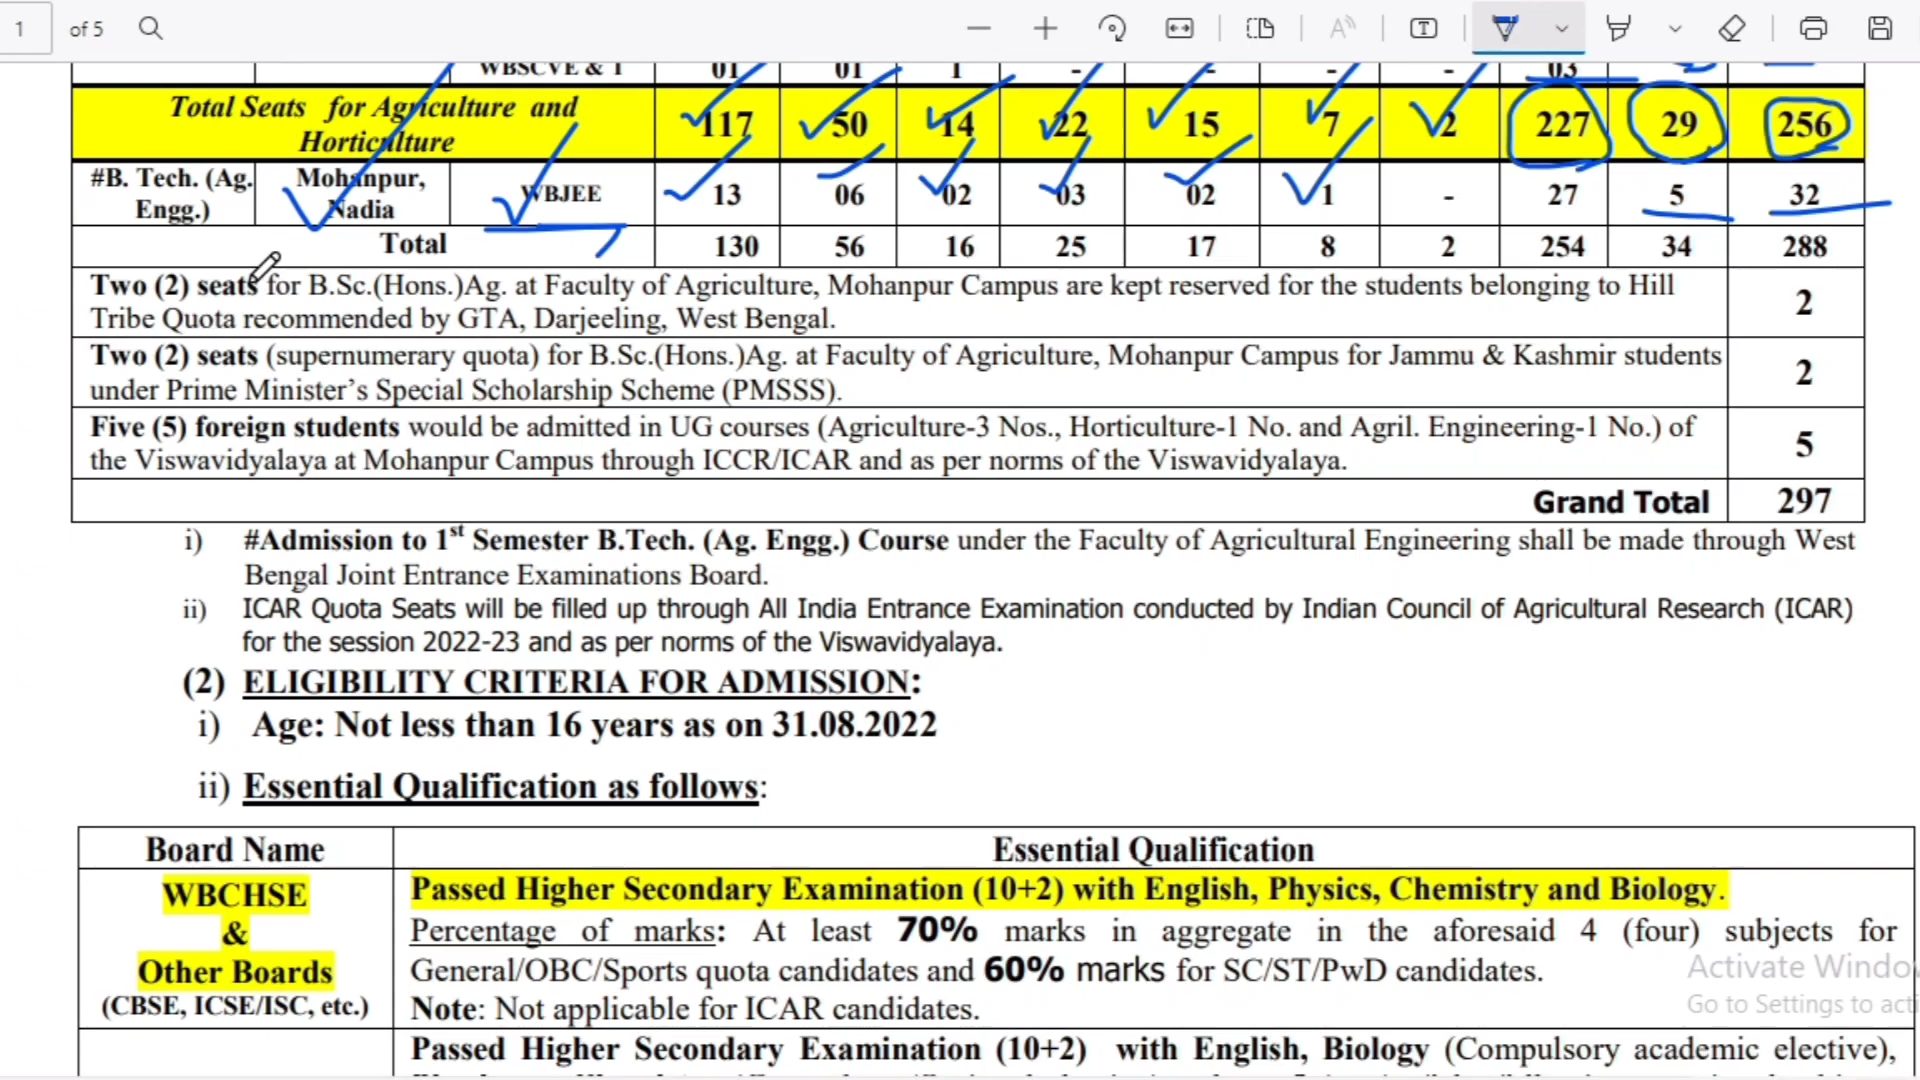 1 of 5
WBSCVE & T 01 01 1 - - - - 03
Total Seats for Agriculture and
Horticulture
117 50 14 22 15 7 2 227 29 256
#B. Tech. (Ag.
Engg.)
Mohanpur,
Nadia
WBJEE 13 06 02 03 02 1 - 27 5 32
Total 130 56 16 25 17 8 2 254 34 288
Two (2) seats for B.Sc.(Hons.)Ag. at Faculty of Agriculture, Mohanpur Campus are kept reserved for the students belonging to Hill
Tribe Quota recommended by GTA, Darjeeling, West Bengal.
2
Two (2) seats (supernumerary quota) for B.Sc.(Hons.)Ag. at Faculty of Agriculture, Mohanpur Campus for Jammu & Kashmir students
under Prime Minister’s Special Scholarship Scheme (PMSSS).
2
Five (5) foreign students would be admitted in UG courses (Agriculture-3 Nos., Horticulture-1 No. and Agril. Engineering-1 No.) of
the Viswavidyalaya at Mohanpur Campus through ICCR/ICAR and as per norms of the Viswavidyalaya.
5
Grand Total 297
i) #Admission to 1st Semester B.Tech. (Ag. Engg.) Course under the Faculty of Agricultural Engineering shall be made through West
Bengal Joint Entrance Examinations Board.
ii) ICAR Quota Seats will be filled up through All India Entrance Examination conducted by Indian Council of Agricultural Research (ICAR)
for the session 2022-23 and as per norms of the Viswavidyalaya.
(2) ELIGIBILITY CRITERIA FOR ADMISSION:
i) Age: Not less than 16 years as on 31.08.2022
ii) Essential Qualification as follows:
Board Name Essential Qualification
WBCHSE
&
Other Boards
(CBSE, ICSE/ISC, etc.)
Passed Higher Secondary Examination (10+2) with English, Physics, Chemistry and Biology.
Percentage of marks: At least 70% marks in aggregate in the aforesaid 4 (four) subjects for
General/OBC/Sports quota candidates and 60% marks for SC/ST/PwD candidates.
Note: Not applicable for ICAR candidates.
Passed Higher Secondary Examination (10+2) with English, Biology (Compulsory academic elective),
Activate Windo
Go to Settings to acti